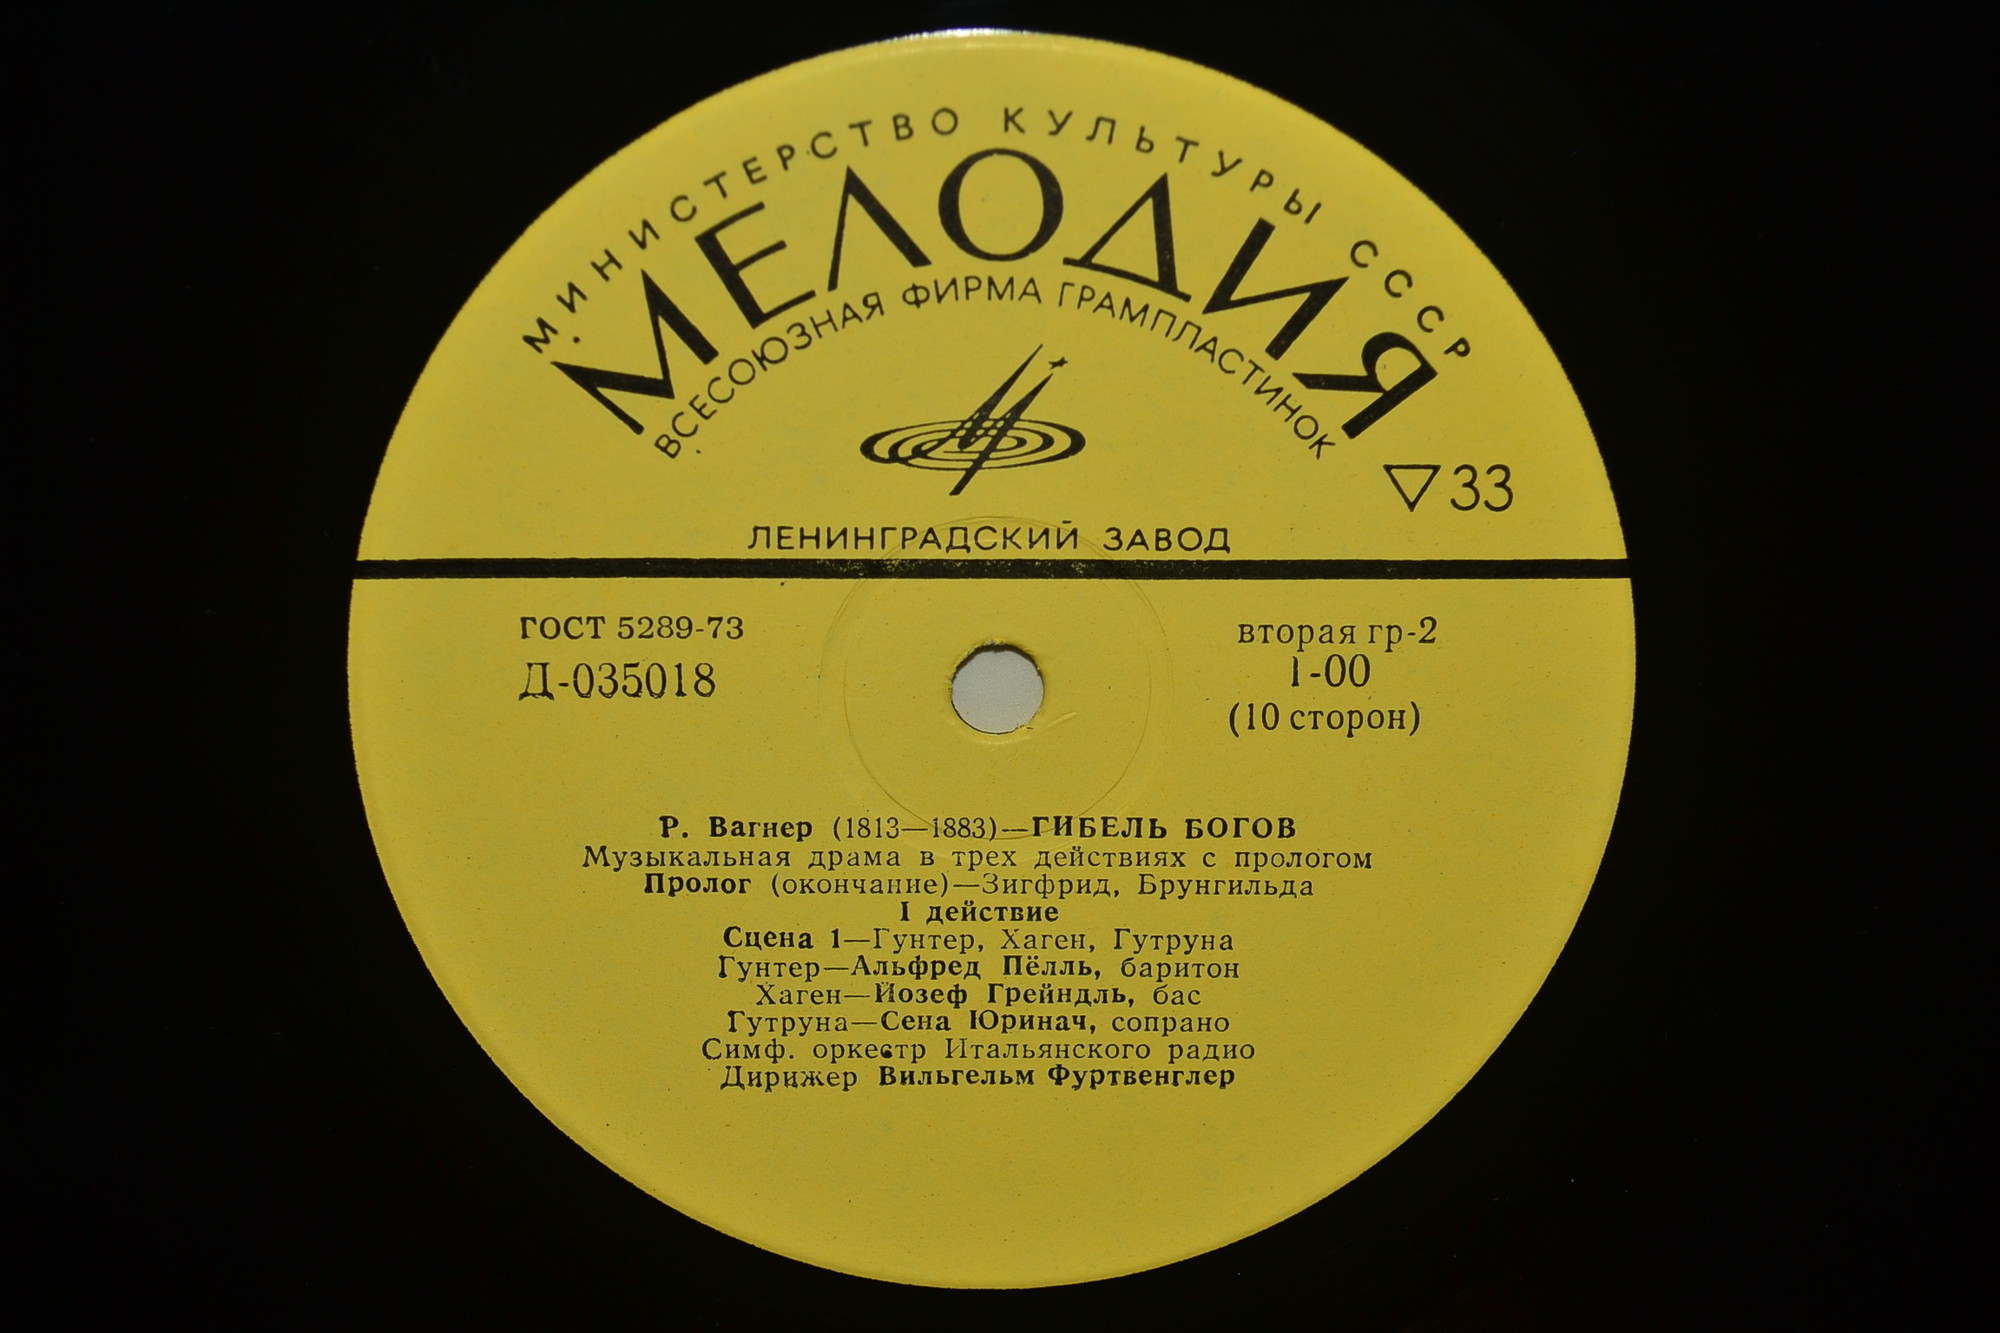 МИНИСТЕРСТВО КУЛЬТУРЫ СССР
МЕЛОДИЯ
ВСЕСОЮЗНАЯ ФИРМА ГРАМПЛАСТИНОК
33
ЛЕНИНГРАДСКИЙ ЗАВОД
ГОСТ 5289-73
Д-035018
вторая гр-2
1-00
(10 сторон)
Р. Вагнер (1813—1883)—ГИБЕЛЬ БОГОВ
Музыкальная драма в трех действиях с прологом
Пролог (окончание)—Зигфрид, Брунгильда
I действие
Сцена 1—Гунтер, Хаген, Гутруна
Гунтер—Альфред Пёлль, баритон
Хаген—Йозеф Грейндль, бас
Гутруна—Сена Юринач, сопрано
Симф. оркестр Итальянского радио
Дирижер Вильгельм Фуртвенглер